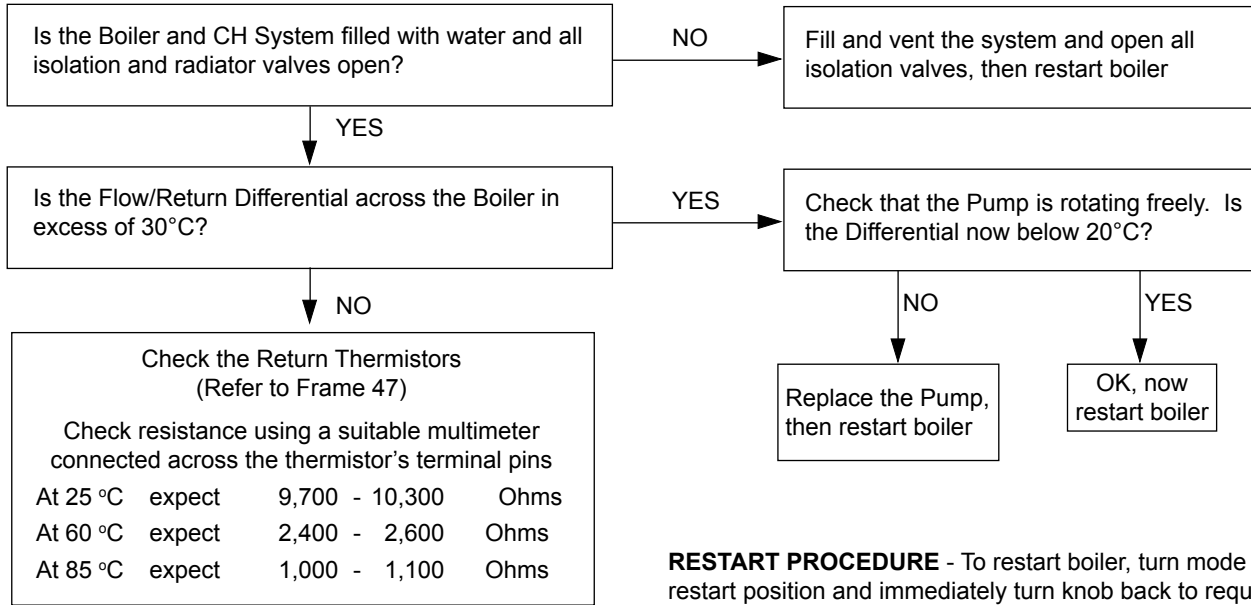 Is the Boiler and CH System filled with water and all
isolation and radiator valves open?
NO
Fill and vent the system and open all
isolation valves, then restart boiler
YES
Is the Flow/Return Differential across the Boiler in
excess of 30°C?
YES
Check that the Pump is rotating freely.  Is
the Differential now below 20°C?
NO
NO
YES
Check the Return Thermistors
(Refer to Frame 47)
Check resistance using a suitable multimeter
connected across the thermistor's terminal pins
At 25 °C expect 9,700 - 10,300 Ohms
At 60 °C expect 2,400 - 2,600 Ohms
At 85 °C expect 1,000 - 1,100 Ohms
Replace the Pump,
then restart boiler
OK, now
restart boiler
RESTART PROCEDURE - To restart boiler, turn mode
restart position and immediately turn knob back to requ